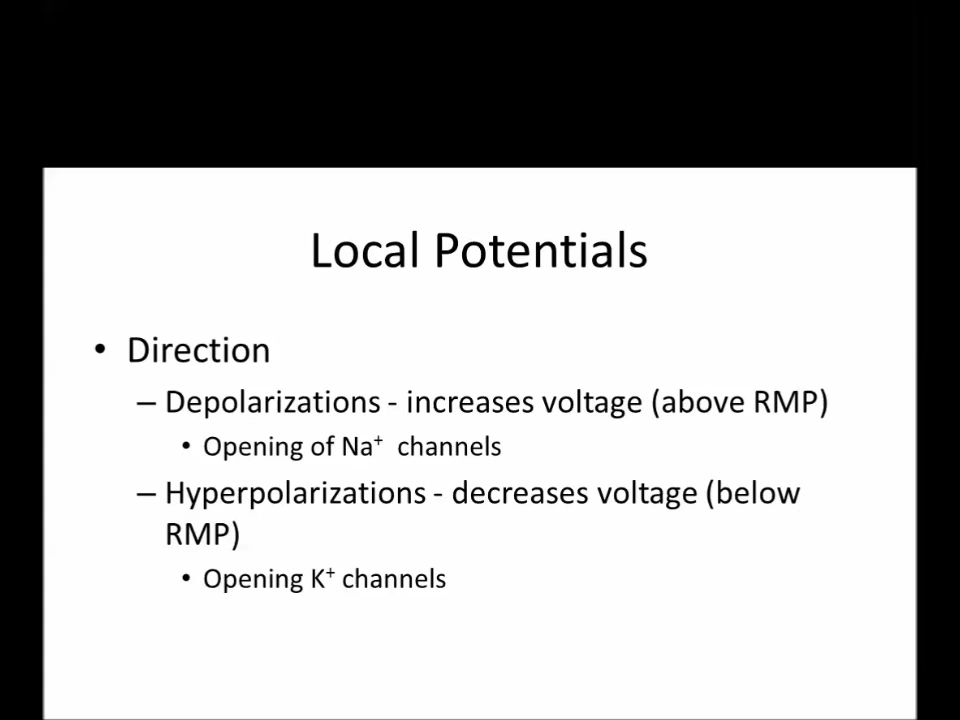 Local Potentials
• Direction
– Depolarizations - increases voltage (above RMP)
• Opening of Na⁺ channels
– Hyperpolarizations - decreases voltage (below
RMP)
• Opening K⁺ channels